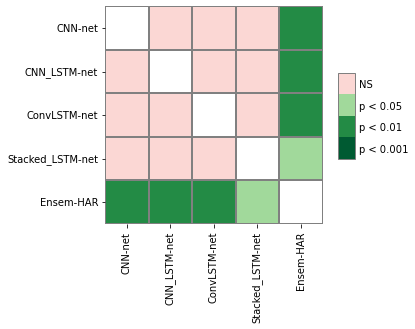 CNN-net
CNN_LSTM-net
ConvLSTM-net
Stacked_LSTM-net
Ensem-HAR
NS
p < 0.05
p < 0.01
p < 0.001
CNN-net
CNN_LSTM-net
ConvLSTM-net
Stacked_LSTM-net
Ensem-HAR